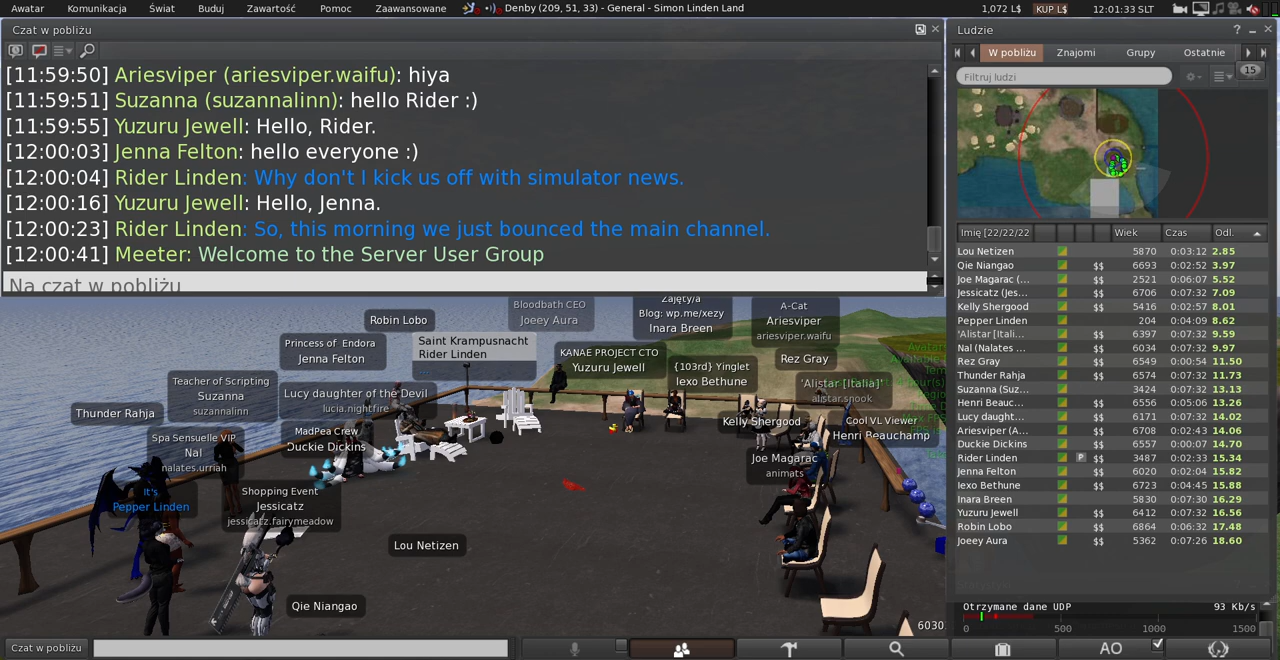 Awatar Komunikacja Świat Buduj Zawartość Pomoc Zaawansowane Denby (209, 51, 33) - General - Simon Linden Land 1,072 L$ KUP L$ 12:01:33 SLT
Czat w pobliżu
[11:59:50] Ariesviper (ariesviper.waifu): hiya
[11:59:51] Suzanna (suzannalinn): hello Rider :)
[11:59:55] Yuzuru Jewell: Hello, Rider.
[12:00:03] Jenna Felton: hello everyone :)
[12:00:04] Rider Linden: Why don't I kick us off with simulator news.
[12:00:16] Yuzuru Jewell: Hello, Jenna.
[12:00:23] Rider Linden: So, this morning we just bounced the main channel.
[12:00:41] Meeter: Welcome to the Server User Group
Na czat w pobliżu
Bloodbath CEO
Joeey Aura
Zajęty/a
Blog: wp.me/xezy
Inara Breen
A-Cat
Ariesviper
ariesviper.waifu
Robin Lobo
Princess of Endora
Jenna Felton
Saint Krampusnacht
Rider Linden
KANAE PROJECT CTO
Yuzuru Jewell
{103rd} Yinglet
Iexo Bethune
Rez Gray
'Alistar [Italia]'
alistar.snook
Teacher of Scripting
Suzanna
suzannalinn
Lucy daughter of the Devil
lucia.nightfire
Thunder Rahja
Kelly Shergood
Cool VL Viewer
Henri Beauchamp
Spa Sensuelle VIP
Nal
nalates.urriah
MadPea Crew
Duckie Dickins
Joe Magarac
animats
It's
Pepper Linden
Shopping Event
Jessicatz
jessicatz.fairymeadow
Lou Netizen
Qie Niangao
6030
Czat w pobliżu
Ludzie
? _ ×
W pobliżu Znajomi Grupy Ostatnie
Filtruj ludzi
15
Imię [22/22/22 Wiek Czas Odl.
Lou Netizen 5870 0:03:12 2.85
Qie Niangao $$ 6693 0:02:52 3.97
Joe Magarac (... $$ 2521 0:06:07 5.52
Jessicatz (Jes... $$ 6706 0:07:32 7.09
Kelly Shergood $$ 5416 0:02:57 8.01
Pepper Linden 204 0:04:09 8.62
'Alistar [Itali... $$ 6397 0:07:32 9.59
Nal (Nalates ... $$ 6034 0:07:32 9.97
Rez Gray $$ 6549 0:00:54 11.50
Thunder Rahja $$ 6574 0:07:32 11.73
Suzanna (Suz... 3424 0:07:32 13.13
Henri Beauc... $$ 6556 0:05:06 13.26
Lucy daught... $$ 6171 0:07:32 14.02
Ariesviper (A... $$ 6708 0:02:43 14.06
Duckie Dickins $$ 6557 0:00:07 14.70
Rider Linden P 3487 0:02:33 15.34
Jenna Felton $$ 6020 0:02:04 15.82
Iexo Bethune $$ 6723 0:04:45 15.88
Inara Breen 5830 0:07:30 16.29
Yuzuru Jewell $$ 6412 0:07:32 16.56
Robin Lobo $$ 6864 0:06:32 17.48
Joeey Aura $$ 5362 0:07:26 18.60
Otrzymane dane UDP 93 Kb/s
0 500 1000 1500
AO